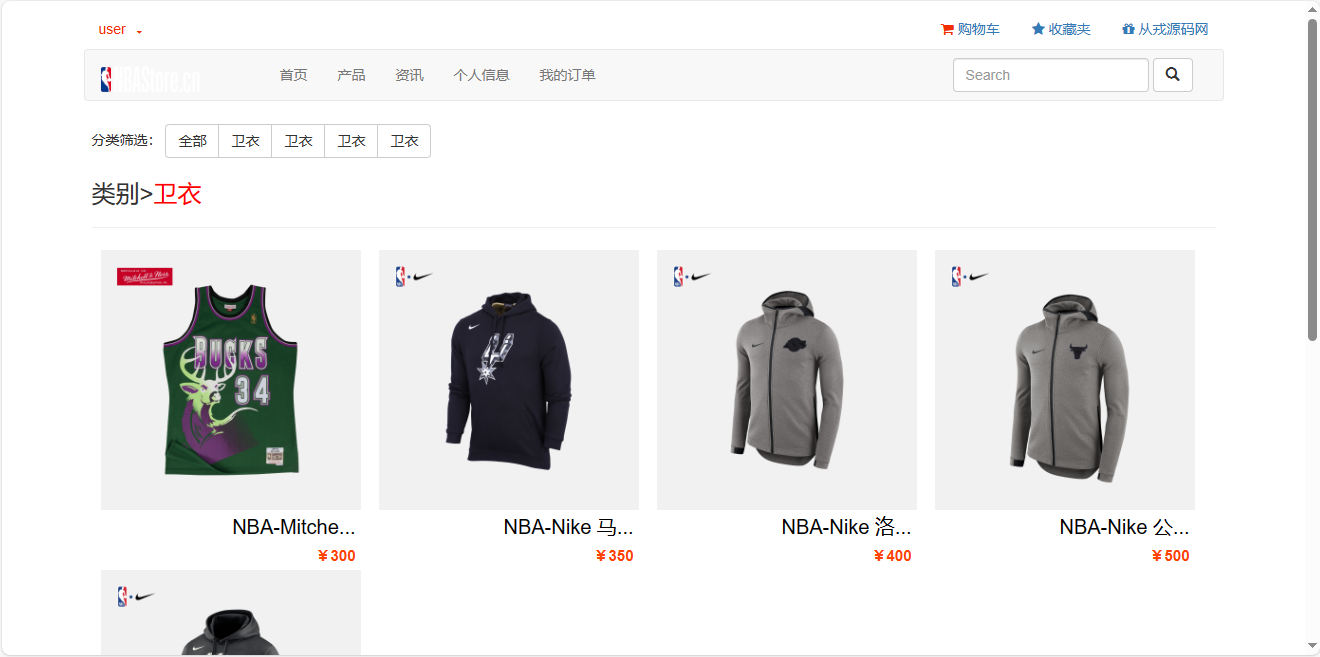 user
购物车
收藏夹
从戎源码网
NBAStore.cn
首页
产品
资讯
个人信息
我的订单
Search
分类筛选：
全部
卫衣
卫衣
卫衣
卫衣
类别>卫衣
Mitchell & Ness
BUCKS
34
NBA-Mitche...
¥300
NBA-Nike 马...
¥350
NBA-Nike 洛...
¥400
NBA-Nike 公...
¥500